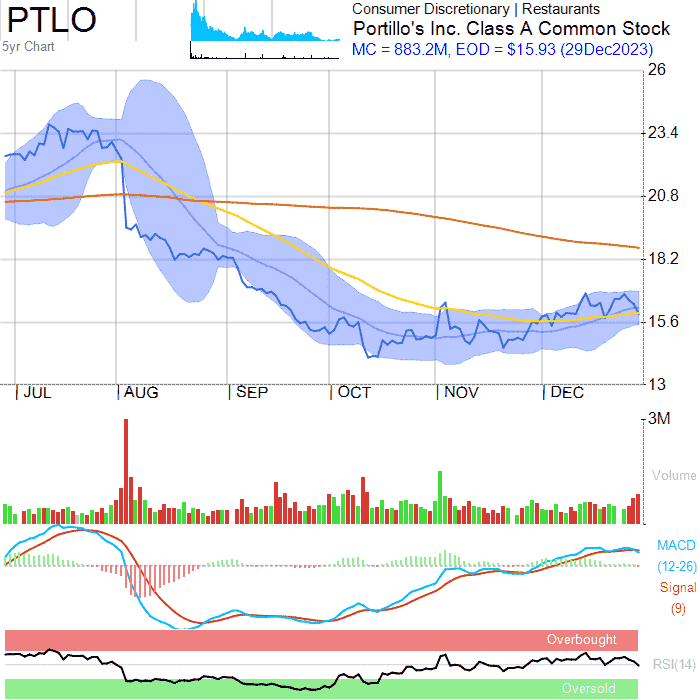 PTLO
5yr Chart
Consumer Discretionary | Restaurants
Portillo's Inc. Class A Common Stock
MC = 883.2M, EOD = $15.93 (29Dec2023)
26
23.4
20.8
18.2
15.6
13
JUL AUG SEP OCT NOV DEC
3M
Volume
MACD
(12-26)
Signal
(9)
Overbought
RSI(14)
Oversold